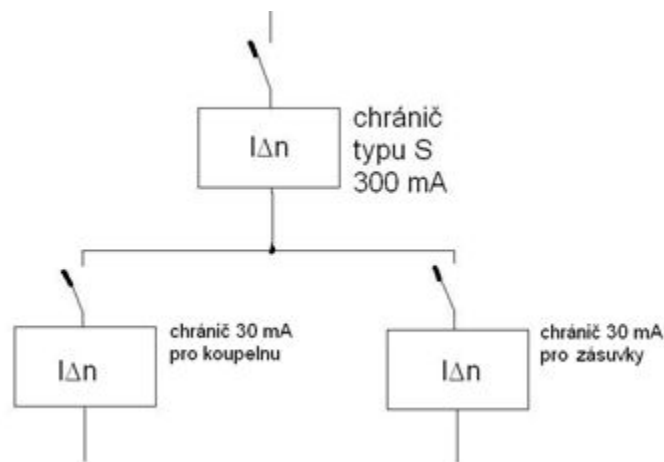 IΔn
chránič
typu S
300 mA
IΔn
chránič 30 mA
pro koupelnu
IΔn
chránič 30 mA
pro zásuvky